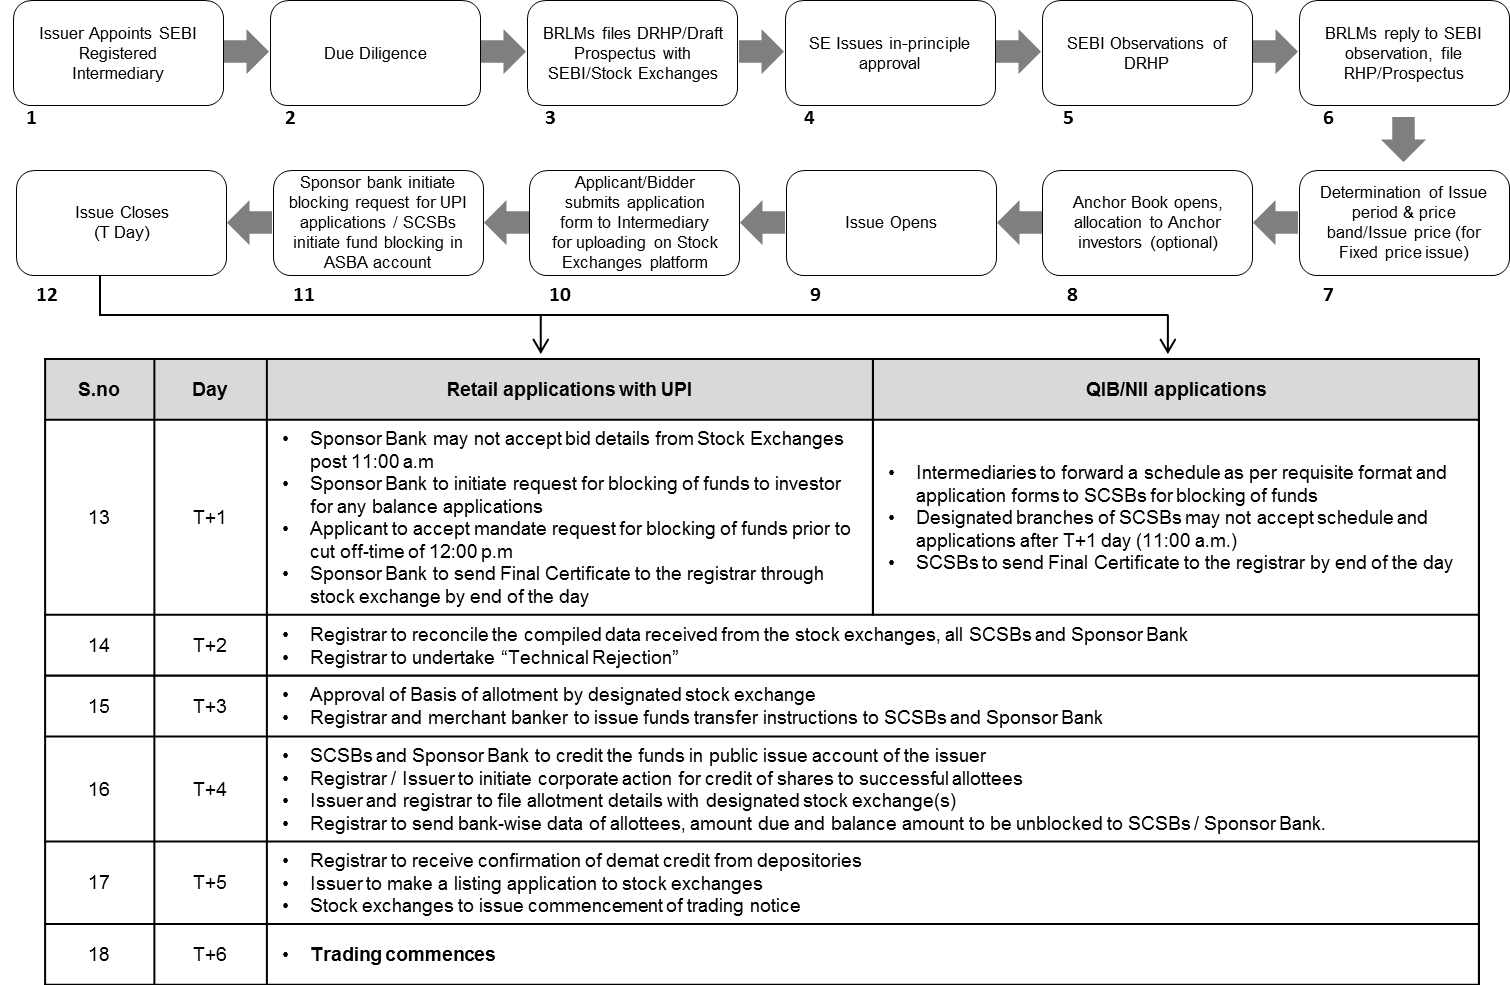 Issuer Appoints SEBI
Registered
Intermediary
1
Due Diligence
2
BRLMs files DRHP/Draft
Prospectus with
SEBI/Stock Exchanges
3
SE Issues in-principle
approval
4
SEBI Observations of
DRHP
5
BRLMs reply to SEBI
observation, file
RHP/Prospectus
6
Determination of Issue
period & price
band/Issue price (for
Fixed price issue)
7
Anchor Book opens,
allocation to Anchor
investors (optional)
8
Issue Opens
9
Applicant/Bidder
submits application
form to Intermediary
for uploading on Stock
Exchanges platform
10
Sponsor bank initiate
blocking request for UPI
applications / SCSBs
initiate fund blocking in
ASBA account
11
Issue Closes
(T Day)
12
S.no
Day
Retail applications with UPI
QIB/NII applications
13
T+1
• Sponsor Bank may not accept bid details from Stock Exchanges
post 11:00 a.m
• Sponsor Bank to initiate request for blocking of funds to investor
for any balance applications
• Applicant to accept mandate request for blocking of funds prior to
cut off-time of 12:00 p.m
• Sponsor Bank to send Final Certificate to the registrar through
stock exchange by end of the day
• Intermediaries to forward a schedule as per requisite format and
application forms to SCSBs for blocking of funds
• Designated branches of SCSBs may not accept schedule and
applications after T+1 day (11:00 a.m.)
• SCSBs to send Final Certificate to the registrar by end of the day
14
T+2
• Registrar to reconcile the compiled data received from the stock exchanges, all SCSBs and Sponsor Bank
• Registrar to undertake “Technical Rejection”
15
T+3
• Approval of Basis of allotment by designated stock exchange
• Registrar and merchant banker to issue funds transfer instructions to SCSBs and Sponsor Bank
16
T+4
• SCSBs and Sponsor Bank to credit the funds in public issue account of the issuer
• Registrar / Issuer to initiate corporate action for credit of shares to successful allottees
• Issuer and registrar to file allotment details with designated stock exchange(s)
• Registrar to send bank-wise data of allottees, amount due and balance amount to be unblocked to SCSBs / Sponsor Bank.
17
T+5
• Registrar to receive confirmation of demat credit from depositories
• Issuer to make a listing application to stock exchanges
• Stock exchanges to issue commencement of trading notice
18
T+6
• Trading commences